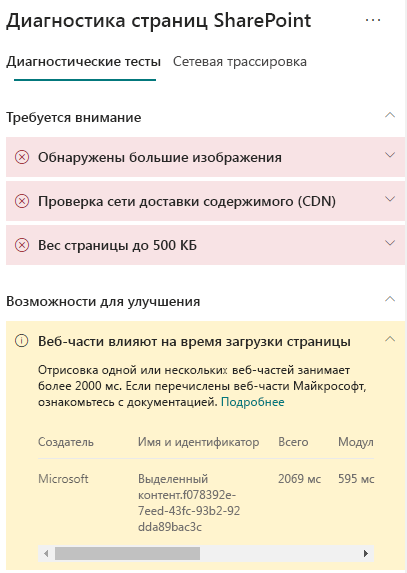 Диагностика страниц SharePoint
Диагностические тесты Сетевая трассировка
Требуется внимание
Обнаружены большие изображения
Проверка сети доставки содержимого (CDN)
Вес страницы до 500 КБ
Возможности для улучшения
Веб-части влияют на время загрузки страницы
Отрисовка одной или нескольких веб-частей занимает
более 2000 мс. Если перечислены веб-части Майкрософт,
ознакомьтесь с документацией. Подробнее
Создатель Имя и идентификатор Всего Модул
Microsoft Выделенный 2069 мс 595 мс
контент.f078392e-
7eed-43fc-93b2-92
dda89bac3c